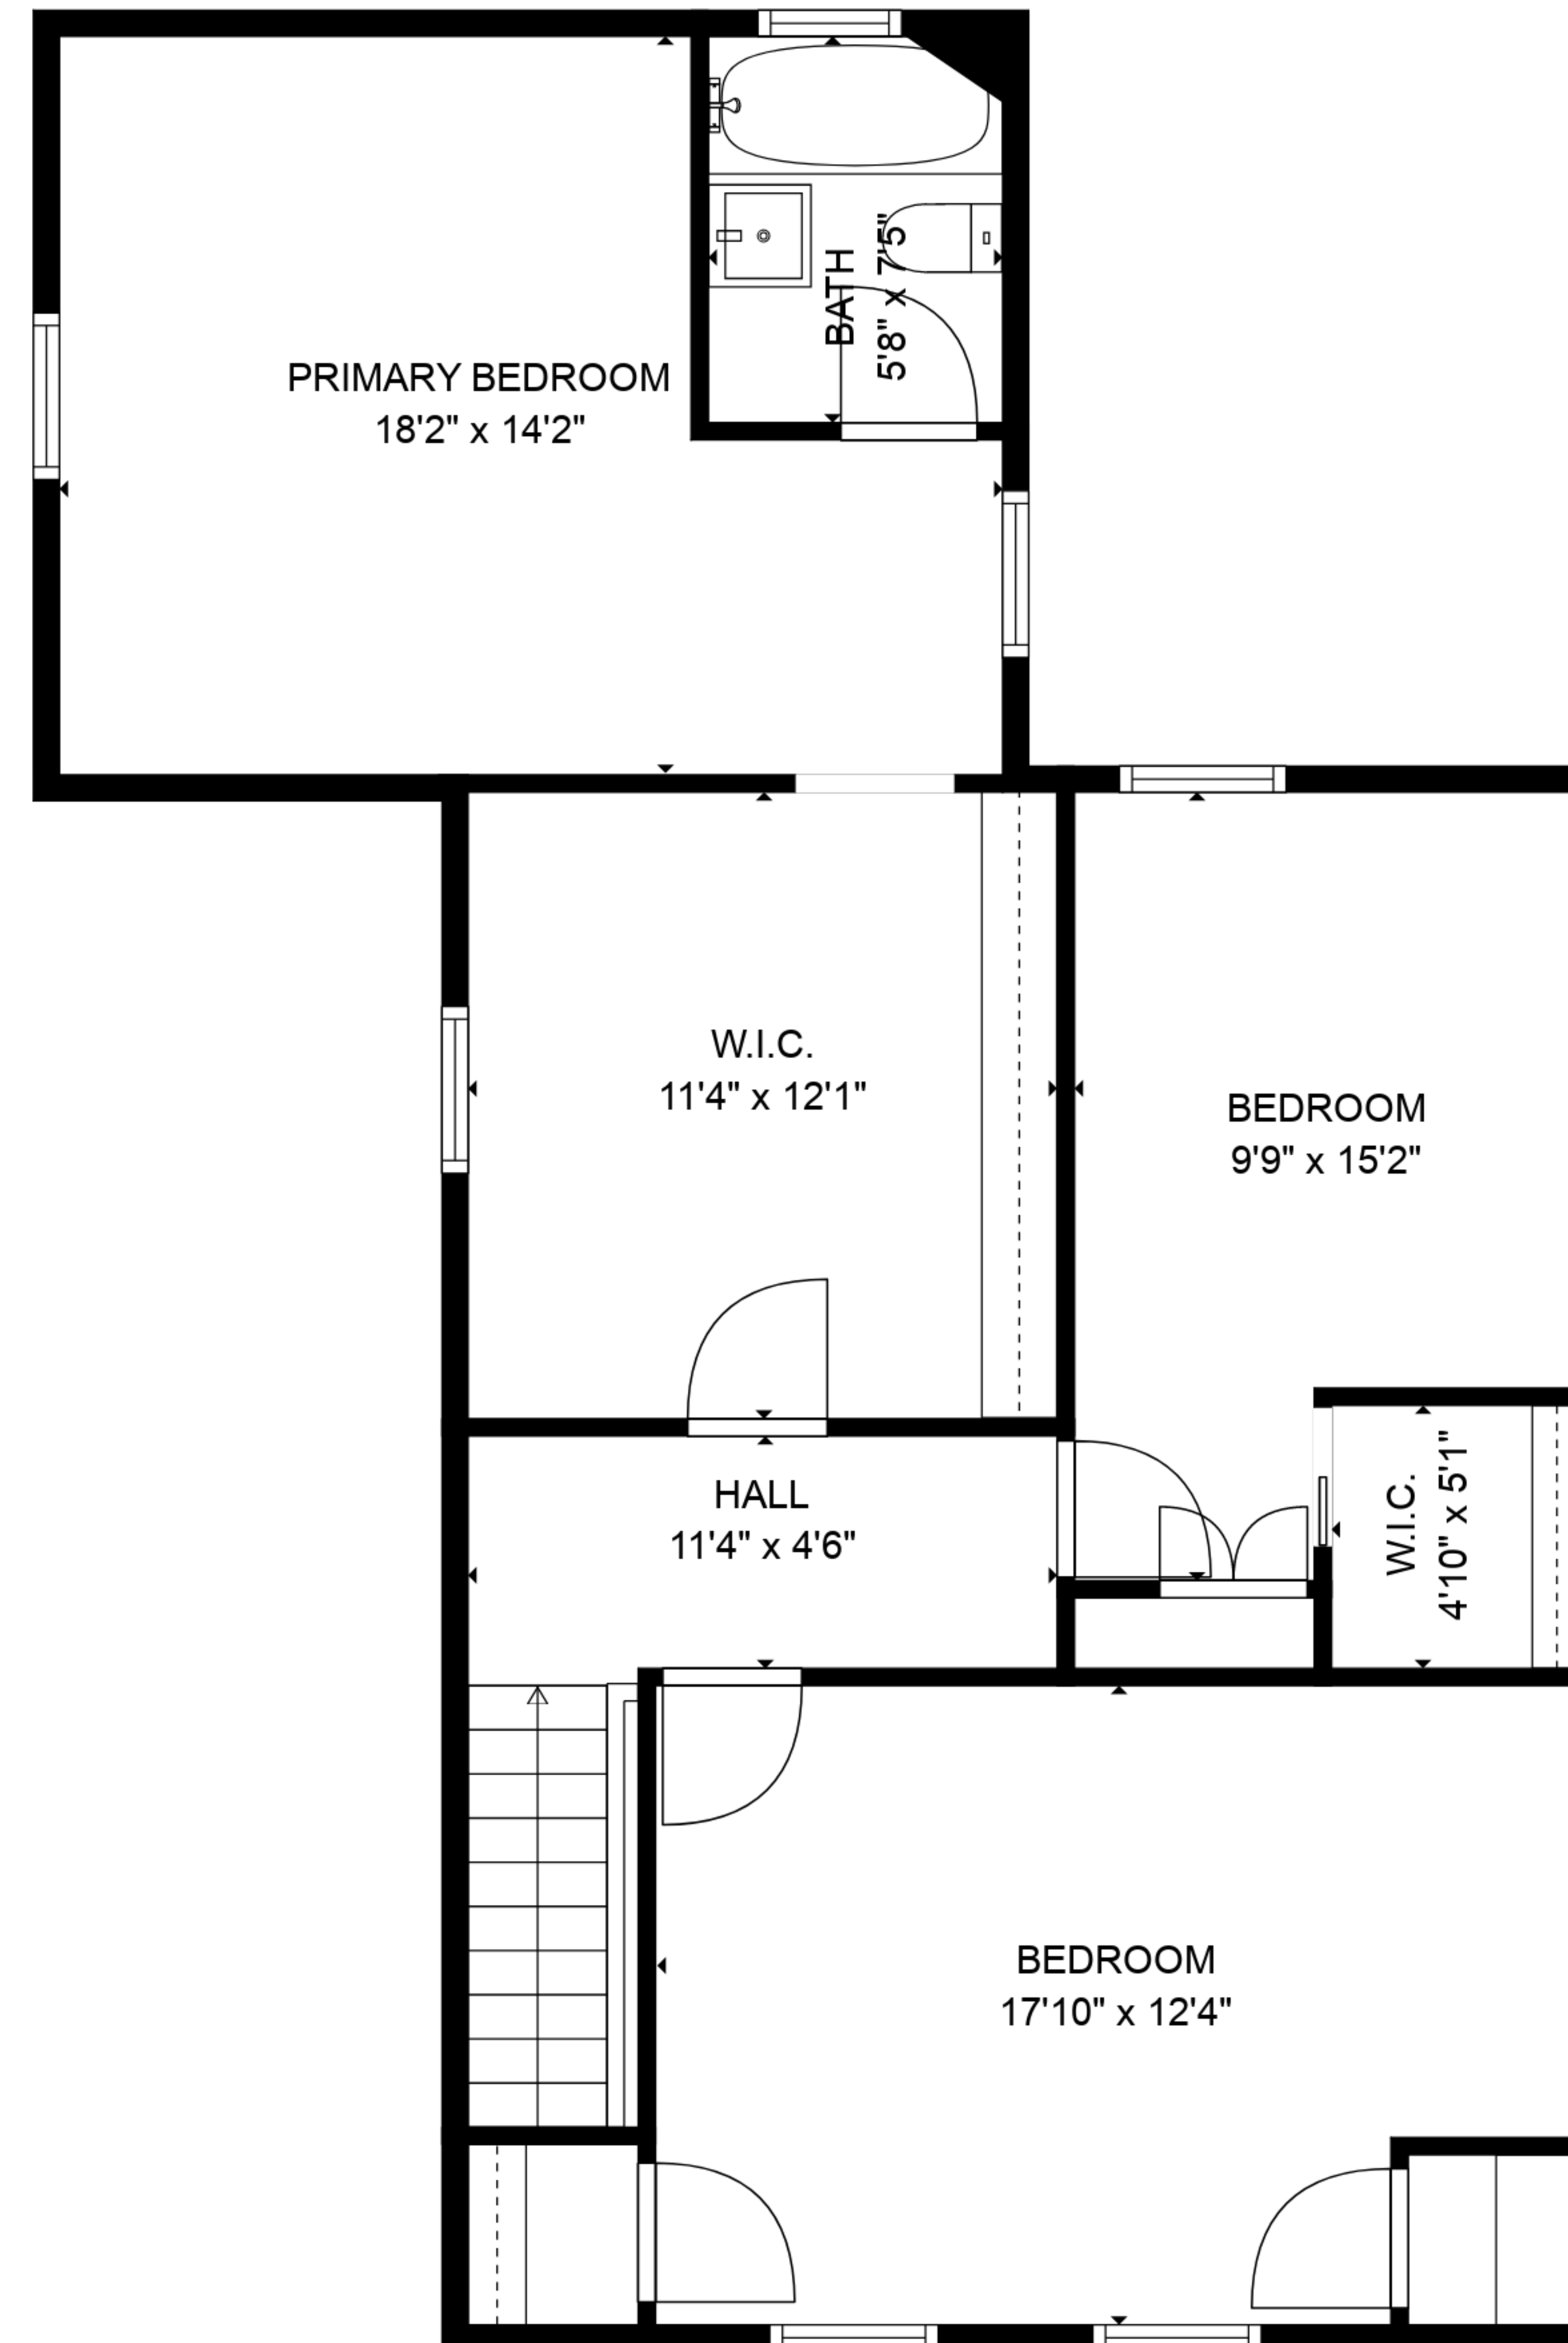 BATH
5'8" x 7'5"
PRIMARY BEDROOM
18'2" x 14'2"
W.I.C.
11'4" x 12'1"
BEDROOM
9'9" x 15'2"
HALL
11'4" x 4'6"
W.I.C.
4'10" x 5'1"
BEDROOM
17'10" x 12'4"